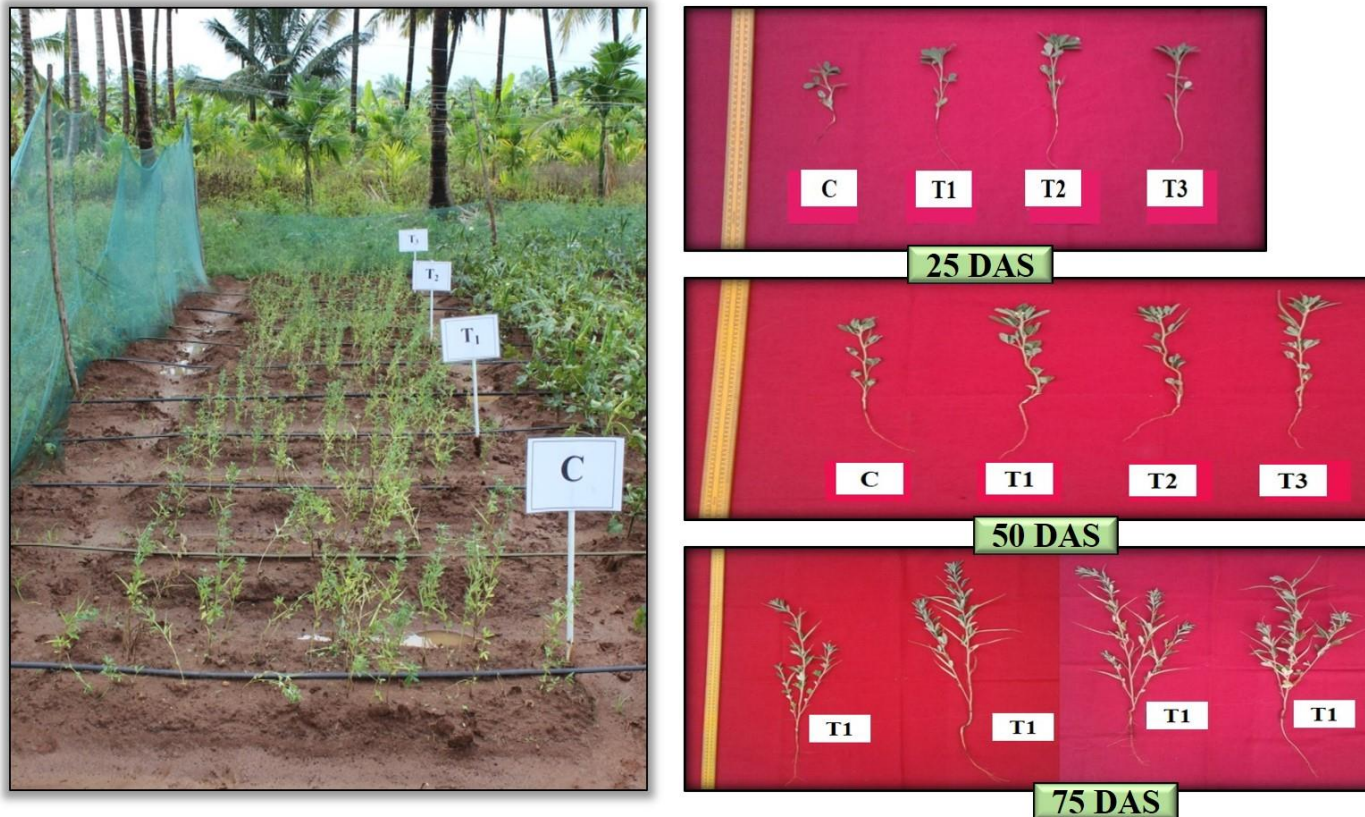 T₃
T₂
T₁
C
C T1 T2 T3
25 DAS
C T1 T2 T3
50 DAS
T1 T1 T1 T1
75 DAS